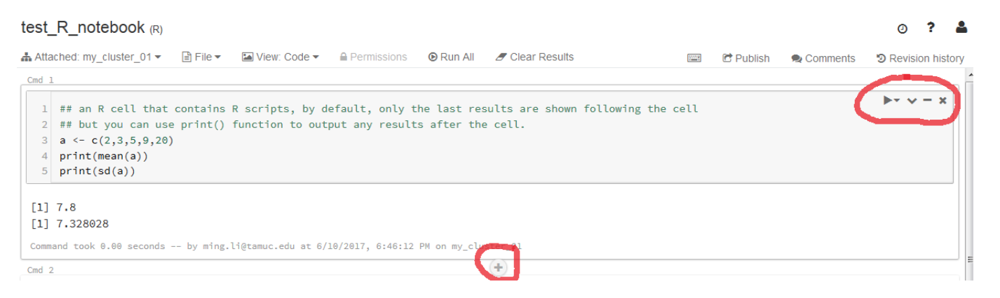 test_R_notebook (R)
?
Attached: my_cluster_01 File View: Code Permissions Run All Clear Results Publish Comments Revision history
Cmd 1
1 ## an R cell that contains R scripts, by default, only the last results are shown following the cell
2 ## but you can use print() function to output any results after the cell.
3 a <- c(2,3,5,9,20)
4 print(mean(a))
5 print(sd(a))
[1] 7.8
[1] 7.328028
Command took 0.00 seconds -- by ming.li@tamuc.edu at 6/10/2017, 6:46:12 PM on my_cluster_01
Cmd 2